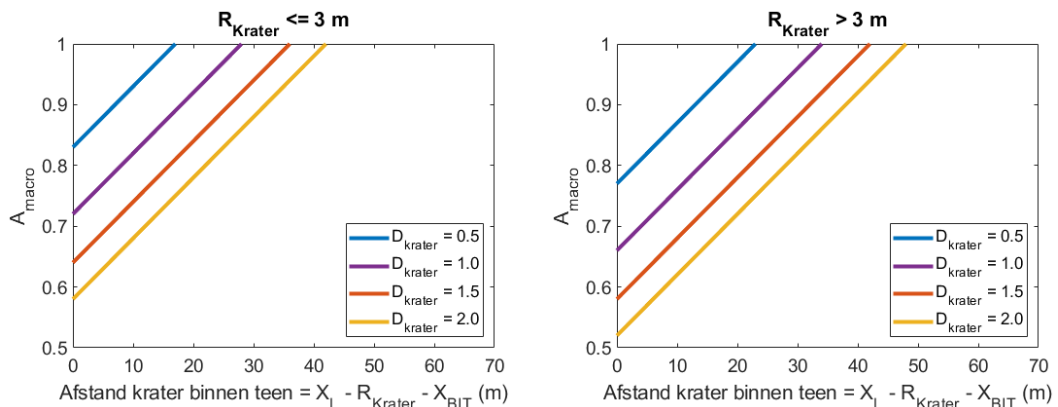 R_Krater <= 3 m
1
0.9
0.8
0.7
0.6
0.5
A_macro
D_krater = 0.5
D_krater = 1.0
D_krater = 1.5
D_krater = 2.0
0 10 20 30 40 50 60 70
Afstand krater binnen teen = X_L - R_Krater - X_BIT (m)
R_Krater > 3 m
1
0.9
0.8
0.7
0.6
0.5
A_macro
D_krater = 0.5
D_krater = 1.0
D_krater = 1.5
D_krater = 2.0
0 10 20 30 40 50 60 70
Afstand krater binnen teen = X_L - R_Krater - X_BIT (m)